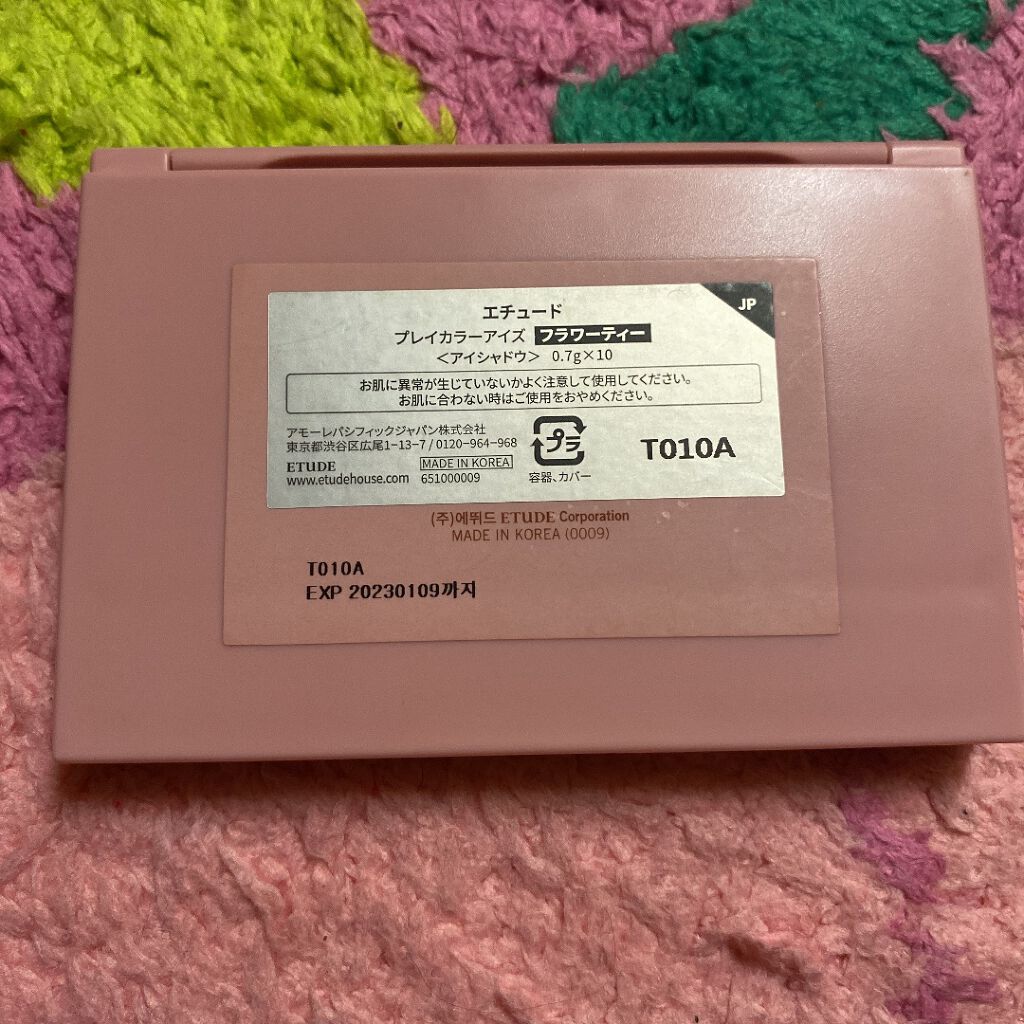 JP
エチュード
プレイカラーアイズ フラワーティー
＜アイシャドウ＞ 0.7g×10
お肌に異常が生じていないかよく注意して使用してください。
お肌に合わない時はご使用をおやめください。
アモーレパシフィックジャパン株式会社
東京都渋谷区広尾1-13-7 / 0120-964-968
ETUDE MADE IN KOREA
www.etudehouse.com 651000009
プラ
容器、カバー
T010A
(주)에뛰드 ETUDE Corporation
MADE IN KOREA (0009)
T010A
EXP 20230109까지